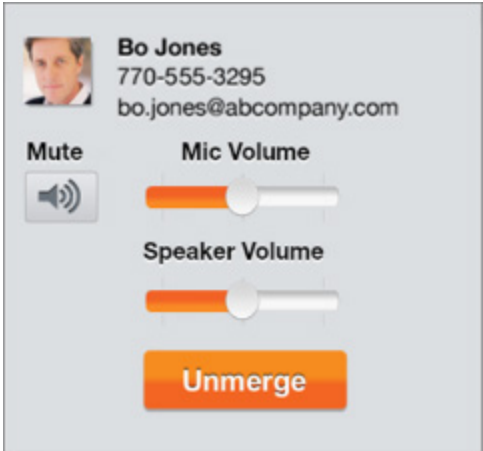 Bo Jones
770-555-3295
bo.jones@abcompany.com
Mute
Mic Volume
Speaker Volume
Unmerge